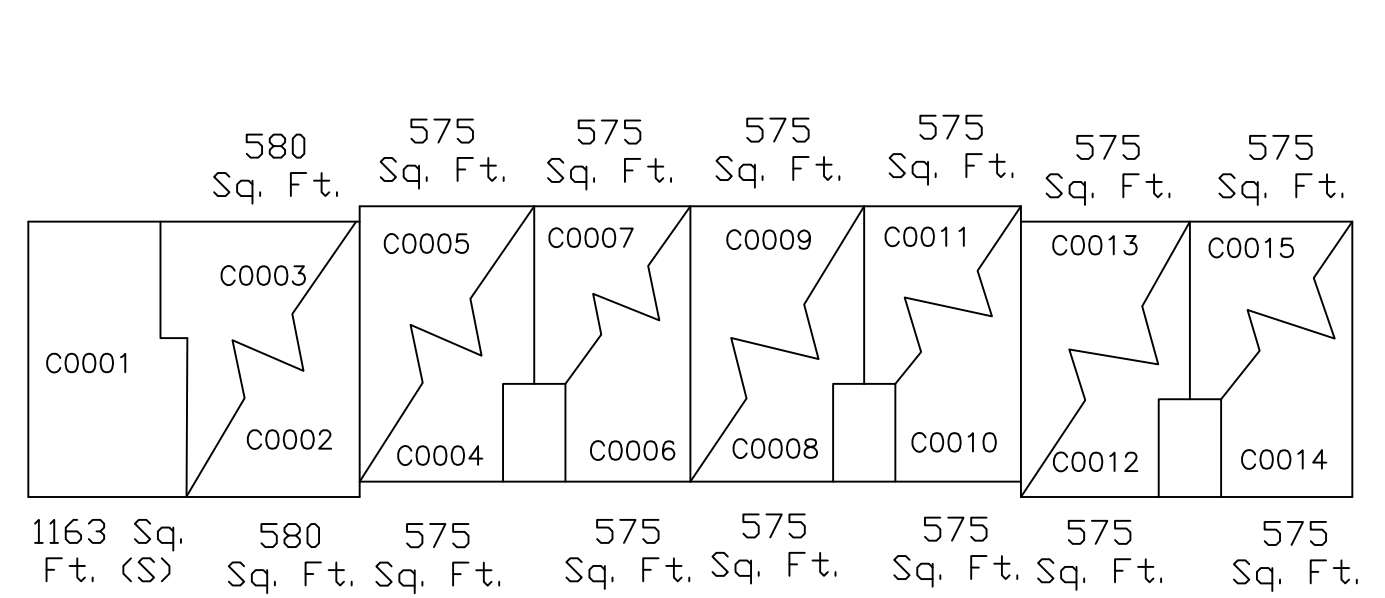 580
Sq. Ft.
575
Sq. Ft.
575
Sq. Ft.
575
Sq. Ft.
575
Sq. Ft.
575
Sq. Ft.
575
Sq. Ft.
C0001
C0003
C0002
C0005
C0004
C0007
C0006
C0009
C0008
C0011
C0010
C0013
C0012
C0015
C0014
1163 Sq.
Ft. (S)
580
Sq. Ft.
575
Sq. Ft.
575
Sq. Ft.
575
Sq. Ft.
575
Sq. Ft.
575
Sq. Ft.
575
Sq. Ft.